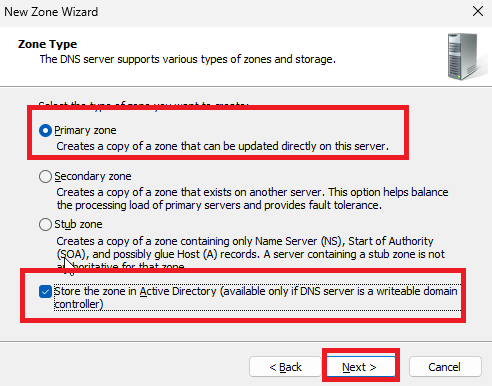 New Zone Wizard
Zone Type
The DNS server supports various types of zones and storage.
Select the type of zone you want to create:
Primary zone
Creates a copy of a zone that can be updated directly on this server.
Secondary zone
Creates a copy of a zone that exists on another server. This option helps balance
the processing load of primary servers and provides fault tolerance.
Stub zone
Creates a copy of a zone containing only Name Server (NS), Start of Authority
(SOA), and possibly glue Host (A) records. A server containing a stub zone is not
authoritative for that zone.
Store the zone in Active Directory (available only if DNS server is a writeable domain
controller)
< Back
Next >
Cancel